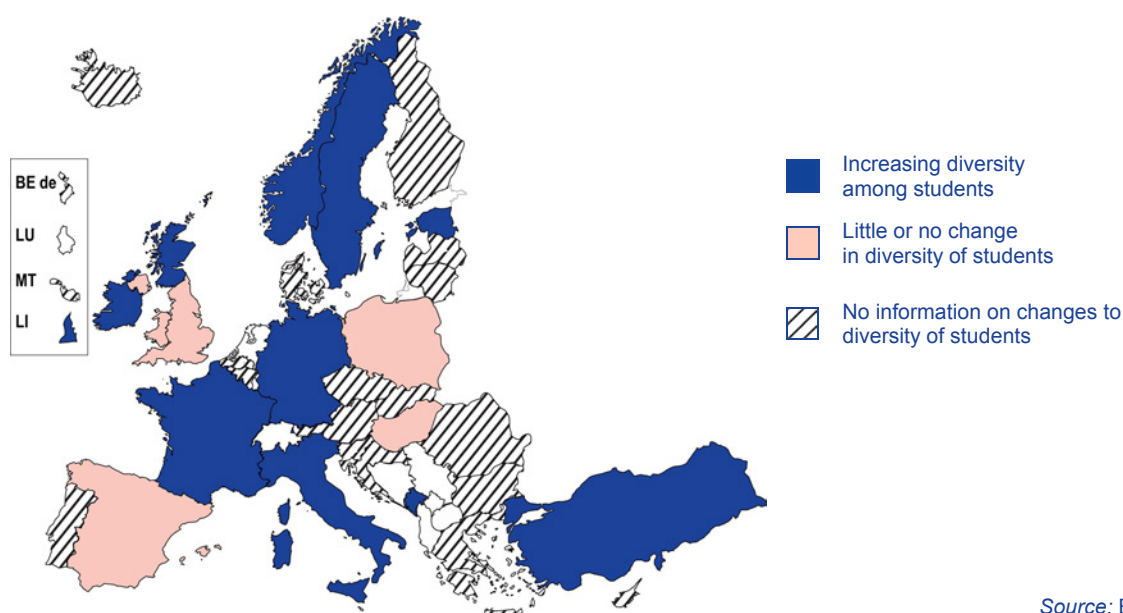 BE de
LU
MT
LI
Increasing diversity
among students
Little or no change
in diversity of students
No information on changes to
diversity of students
Source: